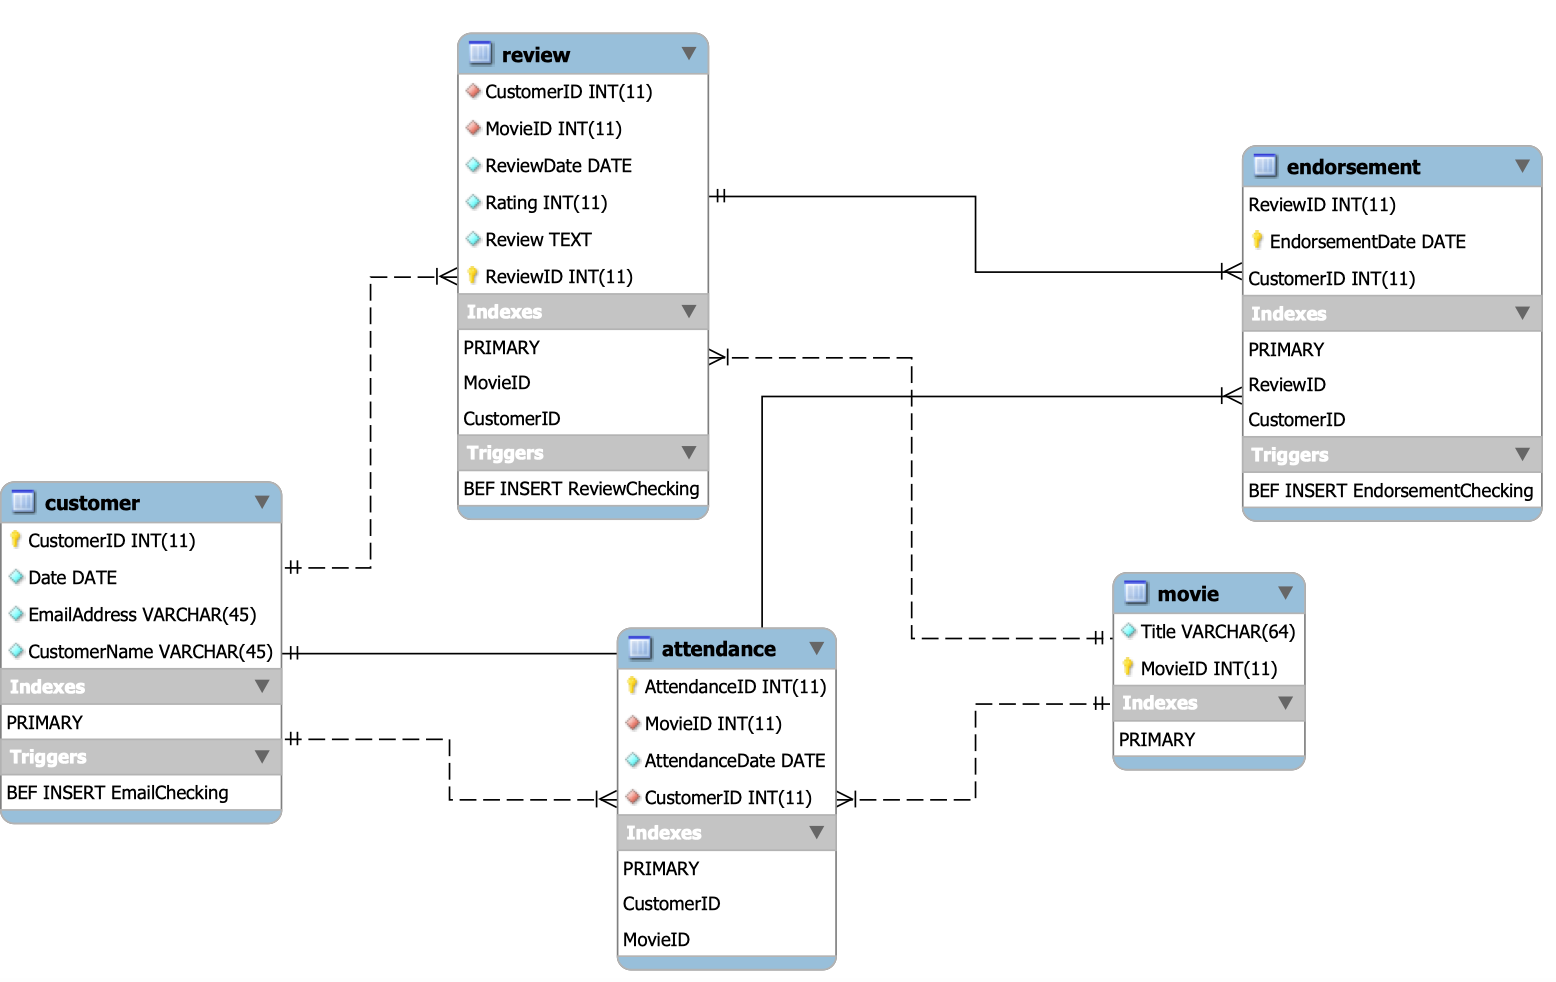 review
CustomerID INT(11)
MovieID INT(11)
ReviewDate DATE
Rating INT(11)
Review TEXT
ReviewID INT(11)
Indexes
PRIMARY
MovieID
CustomerID
Triggers
BEF INSERT ReviewChecking
endorsement
ReviewID INT(11)
EndorsementDate DATE
CustomerID INT(11)
Indexes
PRIMARY
ReviewID
CustomerID
Triggers
BEF INSERT EndorsementChecking
customer
CustomerID INT(11)
Date DATE
EmailAddress VARCHAR(45)
CustomerName VARCHAR(45)
Indexes
PRIMARY
Triggers
BEF INSERT EmailChecking
attendance
AttendanceID INT(11)
MovieID INT(11)
AttendanceDate DATE
CustomerID INT(11)
Indexes
PRIMARY
CustomerID
MovieID
movie
Title VARCHAR(64)
MovieID INT(11)
Indexes
PRIMARY